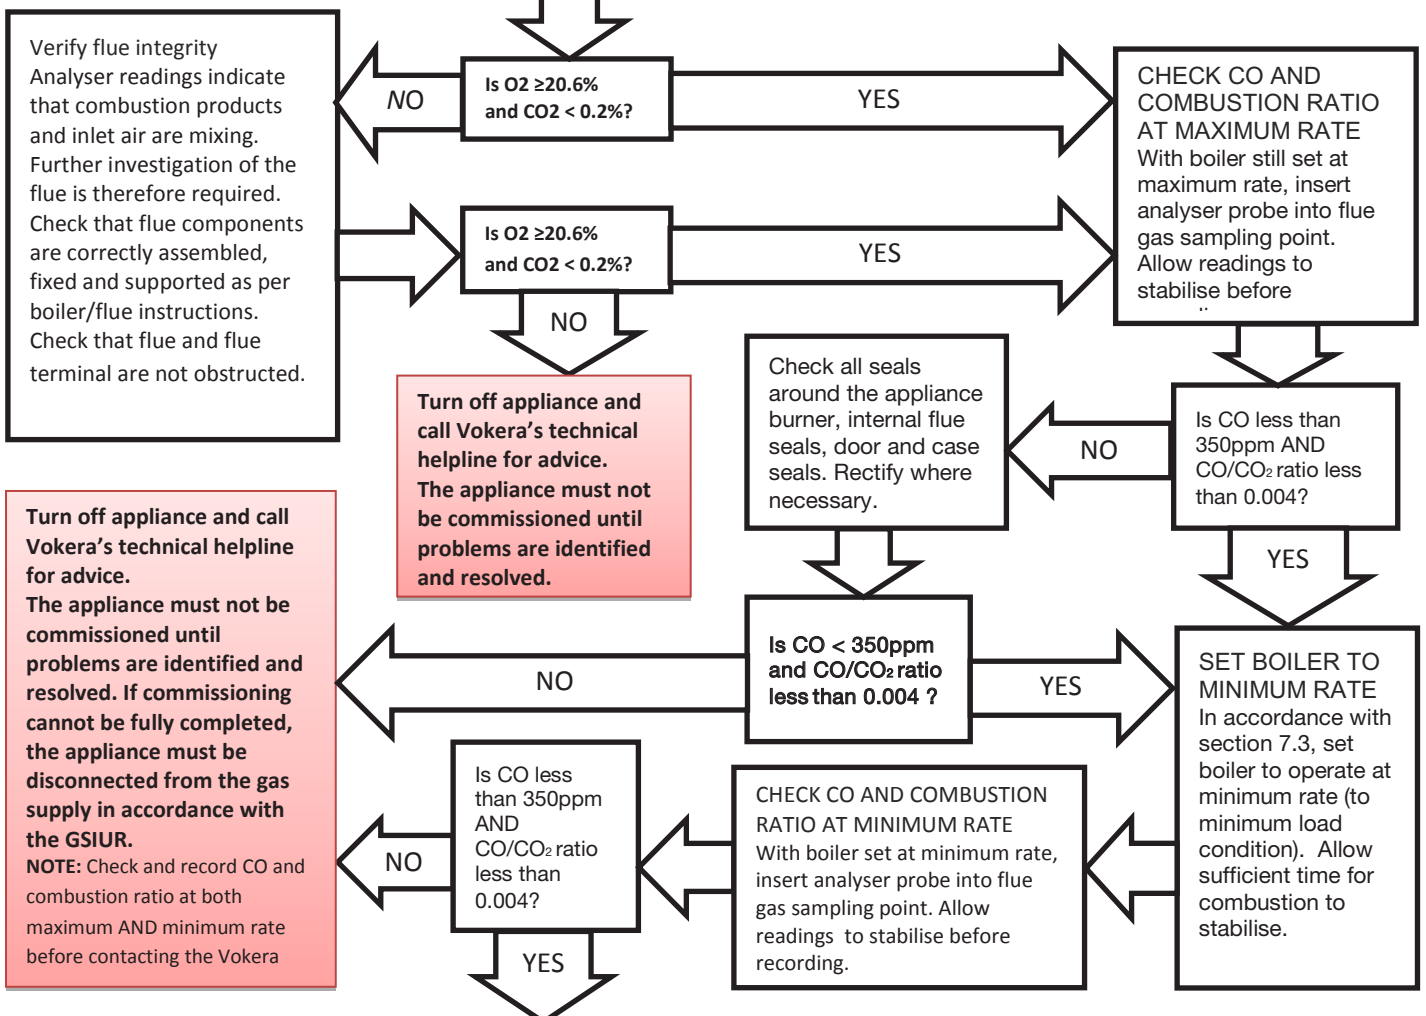 Verify flue integrity
Analyser readings indicate
that combustion products
and inlet air are mixing.
Further investigation of the
flue is therefore required.
Check that flue components
are correctly assembled,
fixed and supported as per
boiler/flue instructions.
Check that flue and flue
terminal are not obstructed.
NO
Is O2 ≥20.6%
and CO2 < 0.2%?
YES
CHECK CO AND
COMBUSTION RATIO
AT MAXIMUM RATE
With boiler still set at
maximum rate, insert
analyser probe into flue
gas sampling point.
Allow readings to
stabilise before
Is O2 ≥20.6%
and CO2 < 0.2%?
YES
NO
Turn off appliance and
call Vokera’s technical
helpline for advice.
The appliance must not
be commissioned until
problems are identified
and resolved.
Check all seals
around the appliance
burner, internal flue
seals, door and case
seals. Rectify where
necessary.
NO
Is CO less than
350ppm AND
CO/CO₂ ratio less
than 0.004?
YES
Turn off appliance and call
Vokera’s technical helpline
for advice.
The appliance must not be
commissioned until
problems are identified and
resolved. If commissioning
cannot be fully completed,
the appliance must be
disconnected from the gas
supply in accordance with
the GSIUR.
NOTE: Check and record CO and
combustion ratio at both
maximum AND minimum rate
before contacting the Vokera
NO
Is CO < 350ppm
and CO/CO₂ ratio
less than 0.004 ?
YES
SET BOILER TO
MINIMUM RATE
In accordance with
section 7.3, set
boiler to operate at
minimum rate (to
minimum load
condition). Allow
sufficient time for
combustion to
stabilise.
NO
Is CO less
than 350ppm
AND
CO/CO₂ ratio
less than
0.004?
CHECK CO AND COMBUSTION
RATIO AT MINIMUM RATE
With boiler set at minimum rate,
insert analyser probe into flue
gas sampling point. Allow
readings to stabilise before
recording.
YES